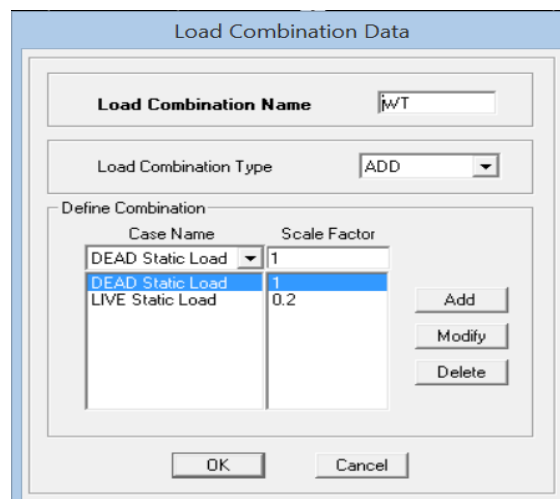 Load Combination Data
Load Combination Name
WT
Load Combination Type
ADD
Define Combination
Case Name Scale Factor
DEAD Static Load 1
DEAD Static Load 1
LIVE Static Load 0.2
Add
Modify
Delete
OK Cancel